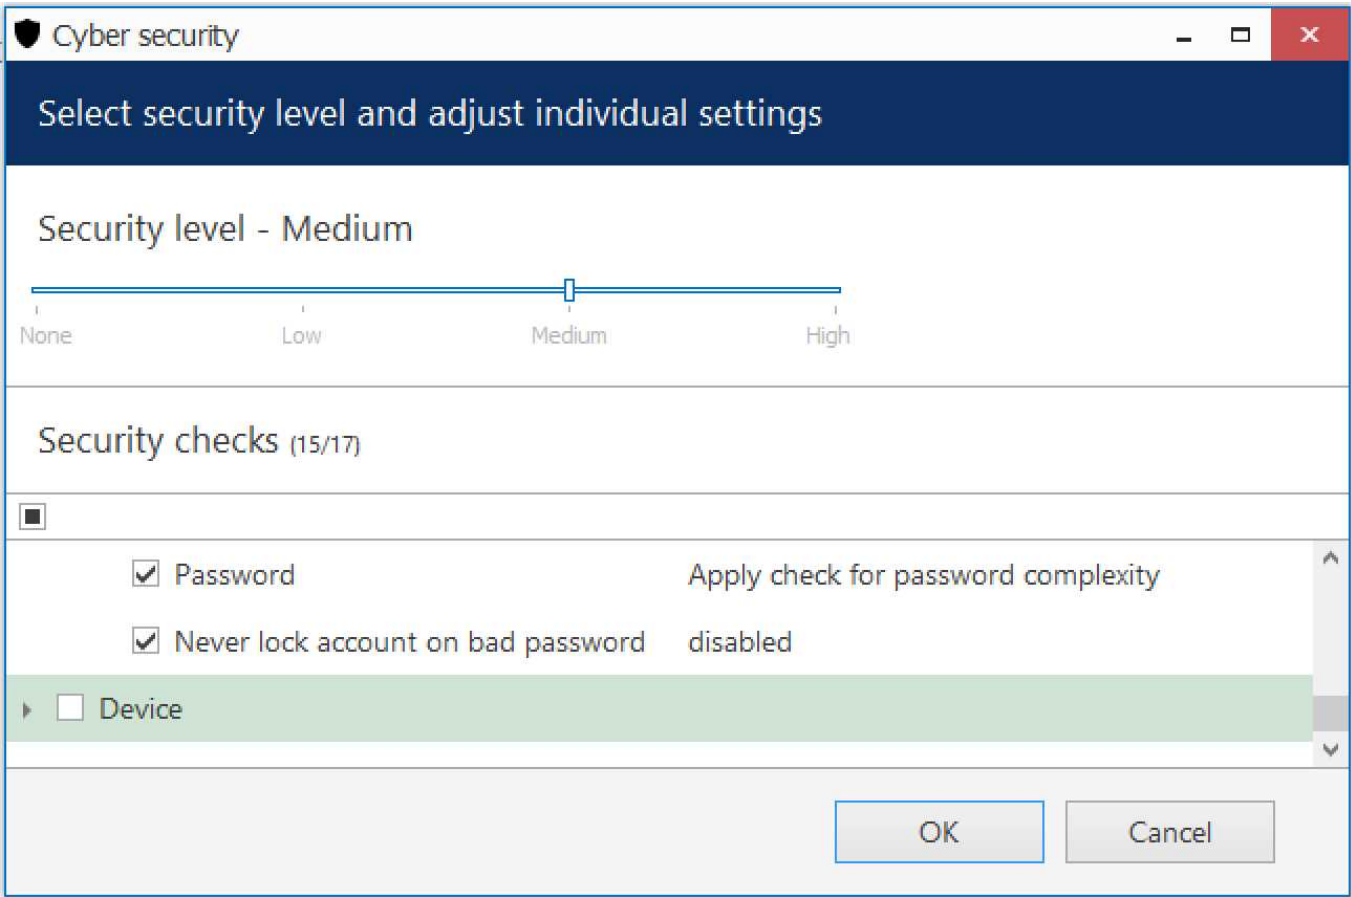 Cyber security
Select security level and adjust individual settings
Security level - Medium
None Low Medium High
Security checks (15/17)
Password Apply check for password complexity
Never lock account on bad password disabled
Device
OK Cancel